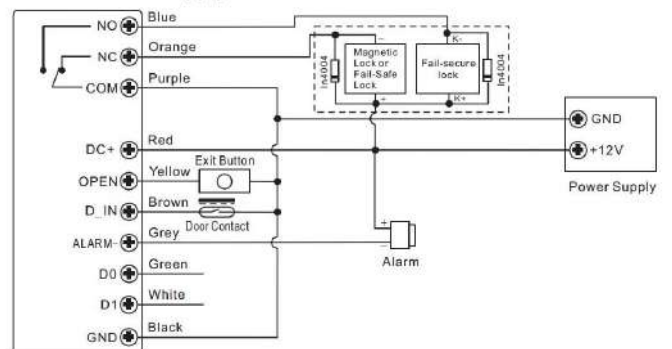 NO
Blue
NC
Orange
COM
Purple
DC+
Red
OPEN
Yellow
Exit Button
D_IN
Brown
Door Contact
ALARM-
Grey
D0
Green
D1
White
GND
Black
In4004
Magnetic
Lock or
Fail-Safe
Lock
−
+
K-
Fail-secure
lock
K+
In4004
GND
+12V
Power Supply
+
−
Alarm